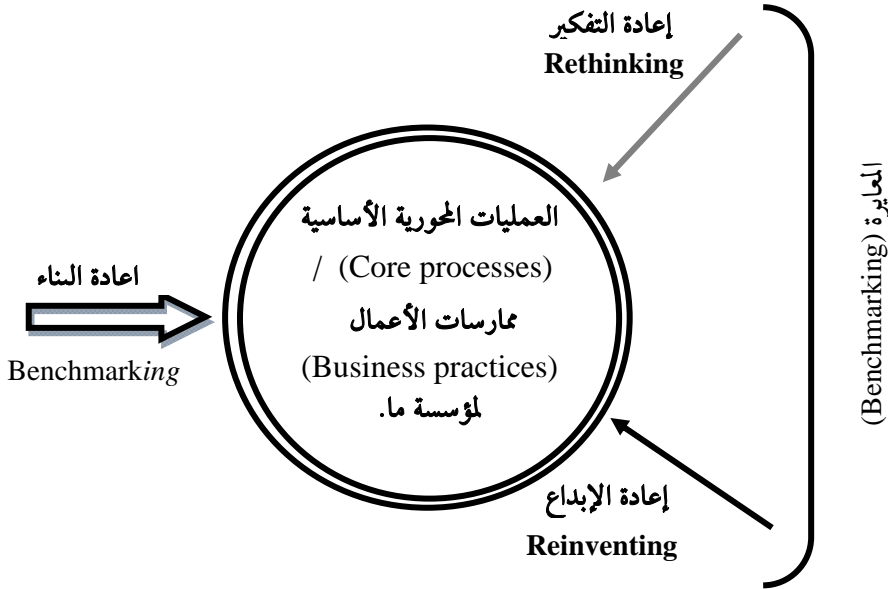 إعادة التفكير
Rethinking
العمليات المحورية الأساسية
/ (Core processes)
ممارسات الأعمال
(Business practices)
لمؤسسة ما.
اعادة البناء
Benchmarking
إعادة الإبداع
Reinventing
المعايرة (Benchmarking)